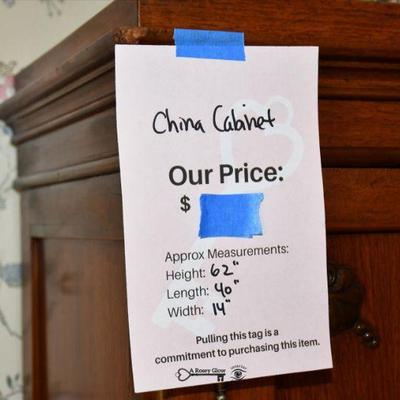 China Cabinet
Our Price:
$
Approx Measurements:
Height: 62"
Length: 40"
Width: 14"
Pulling this tag is a
commitment to purchasing this item.
A Rosey Glow